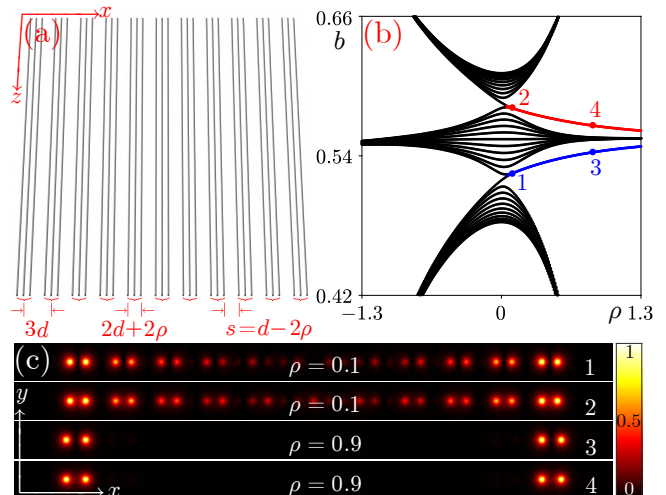 (a)
x
z
3d
2d+2ρ
s=d−2ρ
(b)
b
0.66
0.54
0.42
−1.3
0
ρ
1.3
2
4
1
3
(c)
ρ = 0.1
1
ρ = 0.1
2
ρ = 0.9
3
ρ = 0.9
4
y
x
1
0.5
0